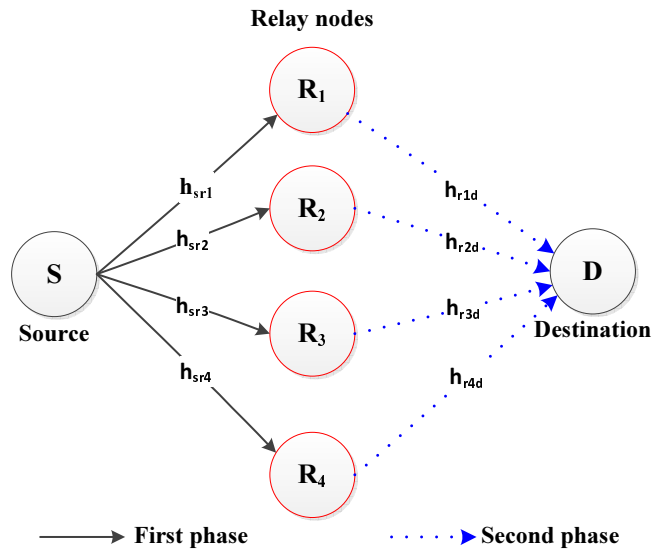 Relay nodes
R1
hsr1
hr1d
R2
hsr2
hr2d
S
D
Source
hsr3
R3
hr3d
Destination
hsr4
hr4d
R4
First phase
Second phase